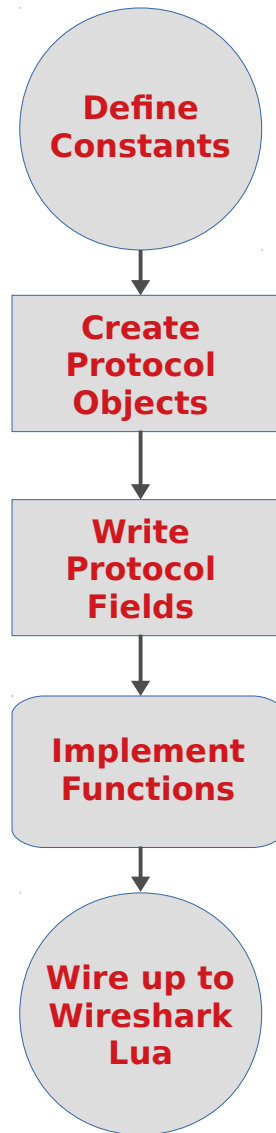 Define
Constants
Create
Protocol
Objects
Write
Protocol
Fields
Implement
Functions
Wire up to
Wireshark
Lua